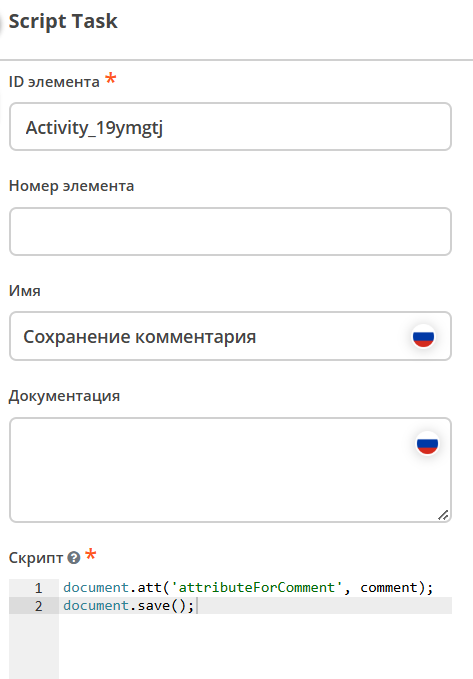 Script Task
ID элемента *
Activity_19ymgtj
Номер элемента
Имя
Сохранение комментария
Документация
Скрипт ? *
1 document.att('attributeForComment', comment);
2 document.save();